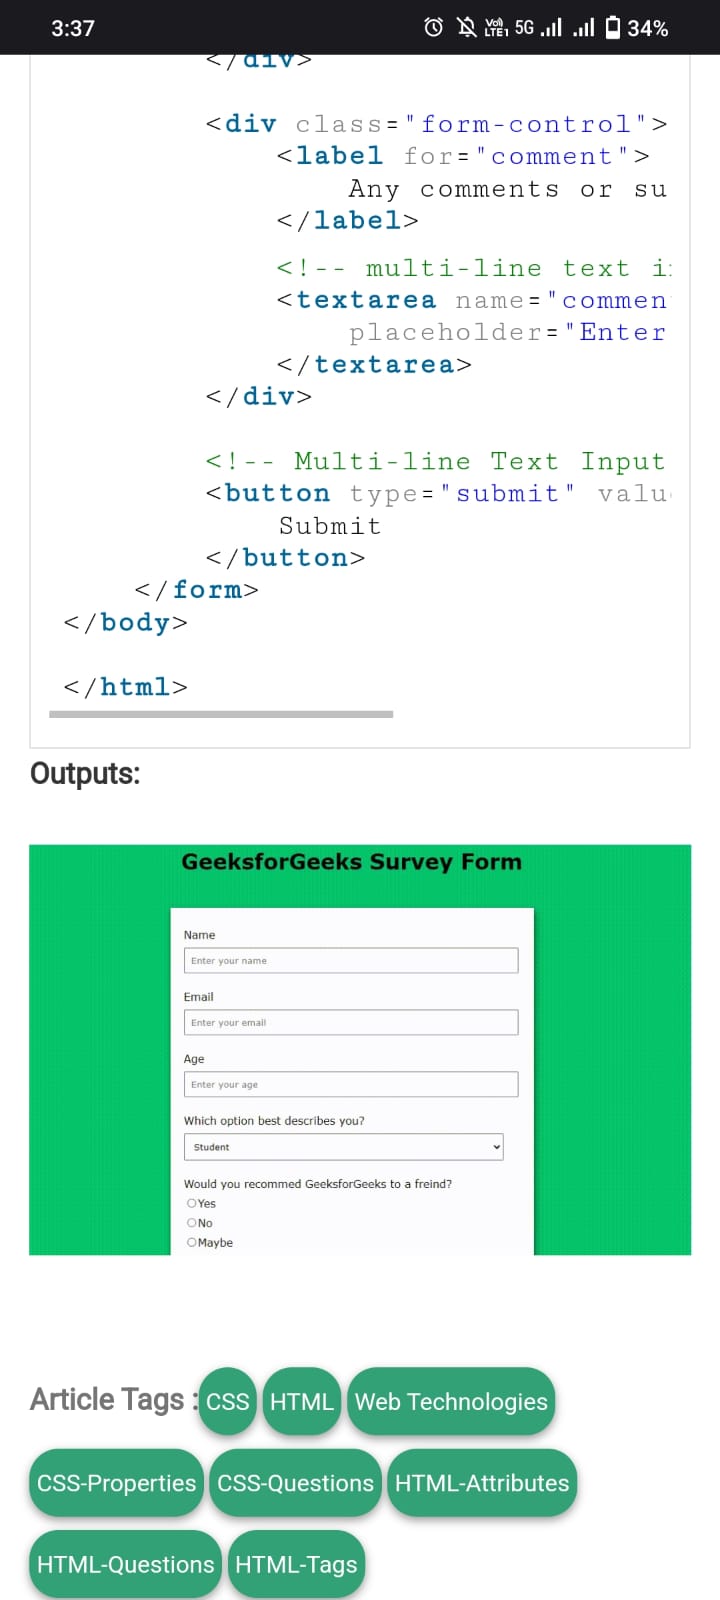 3:37 Vo) LTE1 5G 34%
</div>
<div class="form-control">
<label for="comment">
Any comments or su
</label>
<!-- multi-line text
<textarea name="commen
placeholder="Enter
</textarea>
</div>
<!-- Multi-line Text Input
<button type="submit" valu
Submit
</button>
</form>
</body>
</html>
Outputs:
GeeksforGeeks Survey Form
Name
Enter your name
Email
Enter your email
Age
Enter your age
Which option best describes you?
Student
Would you recommed GeeksforGeeks to a freind?
Yes
No
Maybe
Article Tags : CSS HTML Web Technologies
CSS-Properties CSS-Questions HTML-Attributes
HTML-Questions HTML-Tags